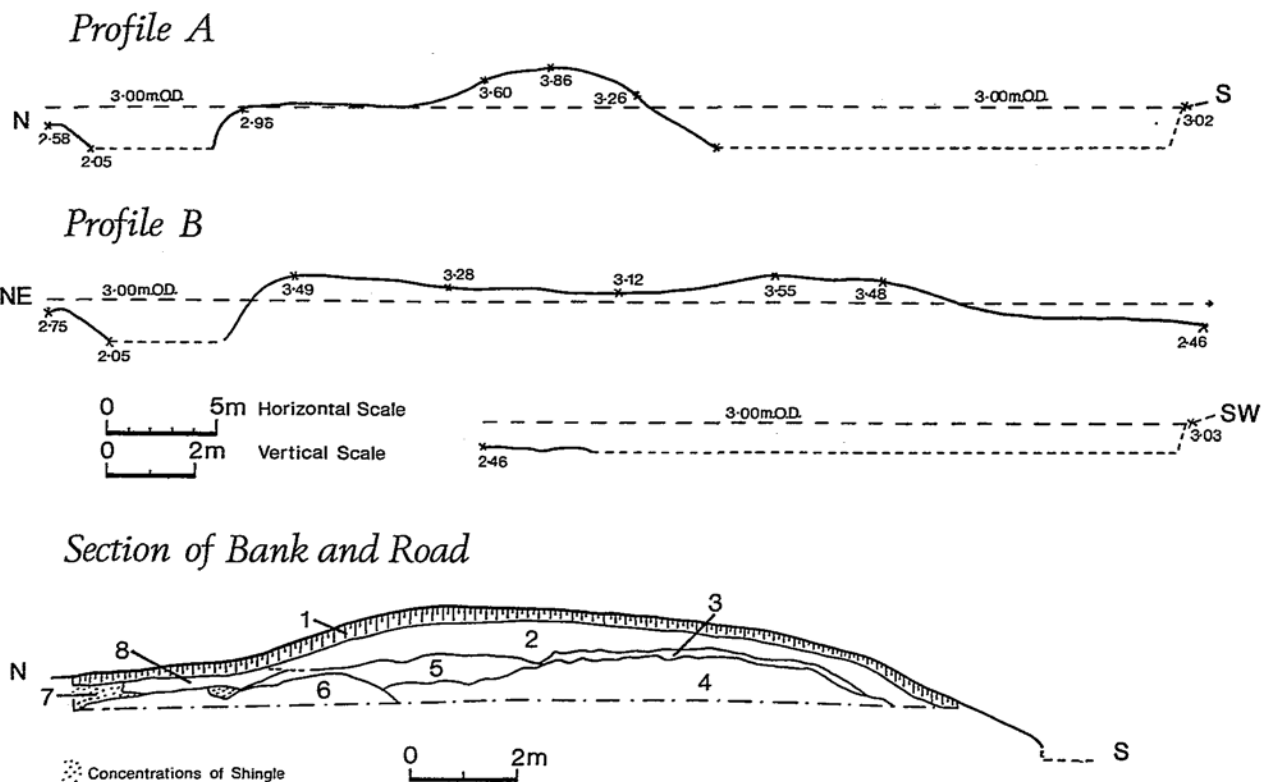 Profile A
3·60
3·86
3·26
3·00m.O.D.
3·00m.O.D.
S
N
2·58
2·05
2·96
3·02
Profile B
NE
3·00m.O.D.
3·49
3·28
3·12
3·55
3·48
2·75
2·05
2·46
0 5m Horizontal Scale
0 2m Vertical Scale
3·00m.O.D.
SW
2·46
3·03
Section of Bank and Road
1
2
3
N
8
5
7
6
4
S
Concentrations of Shingle
0 2m